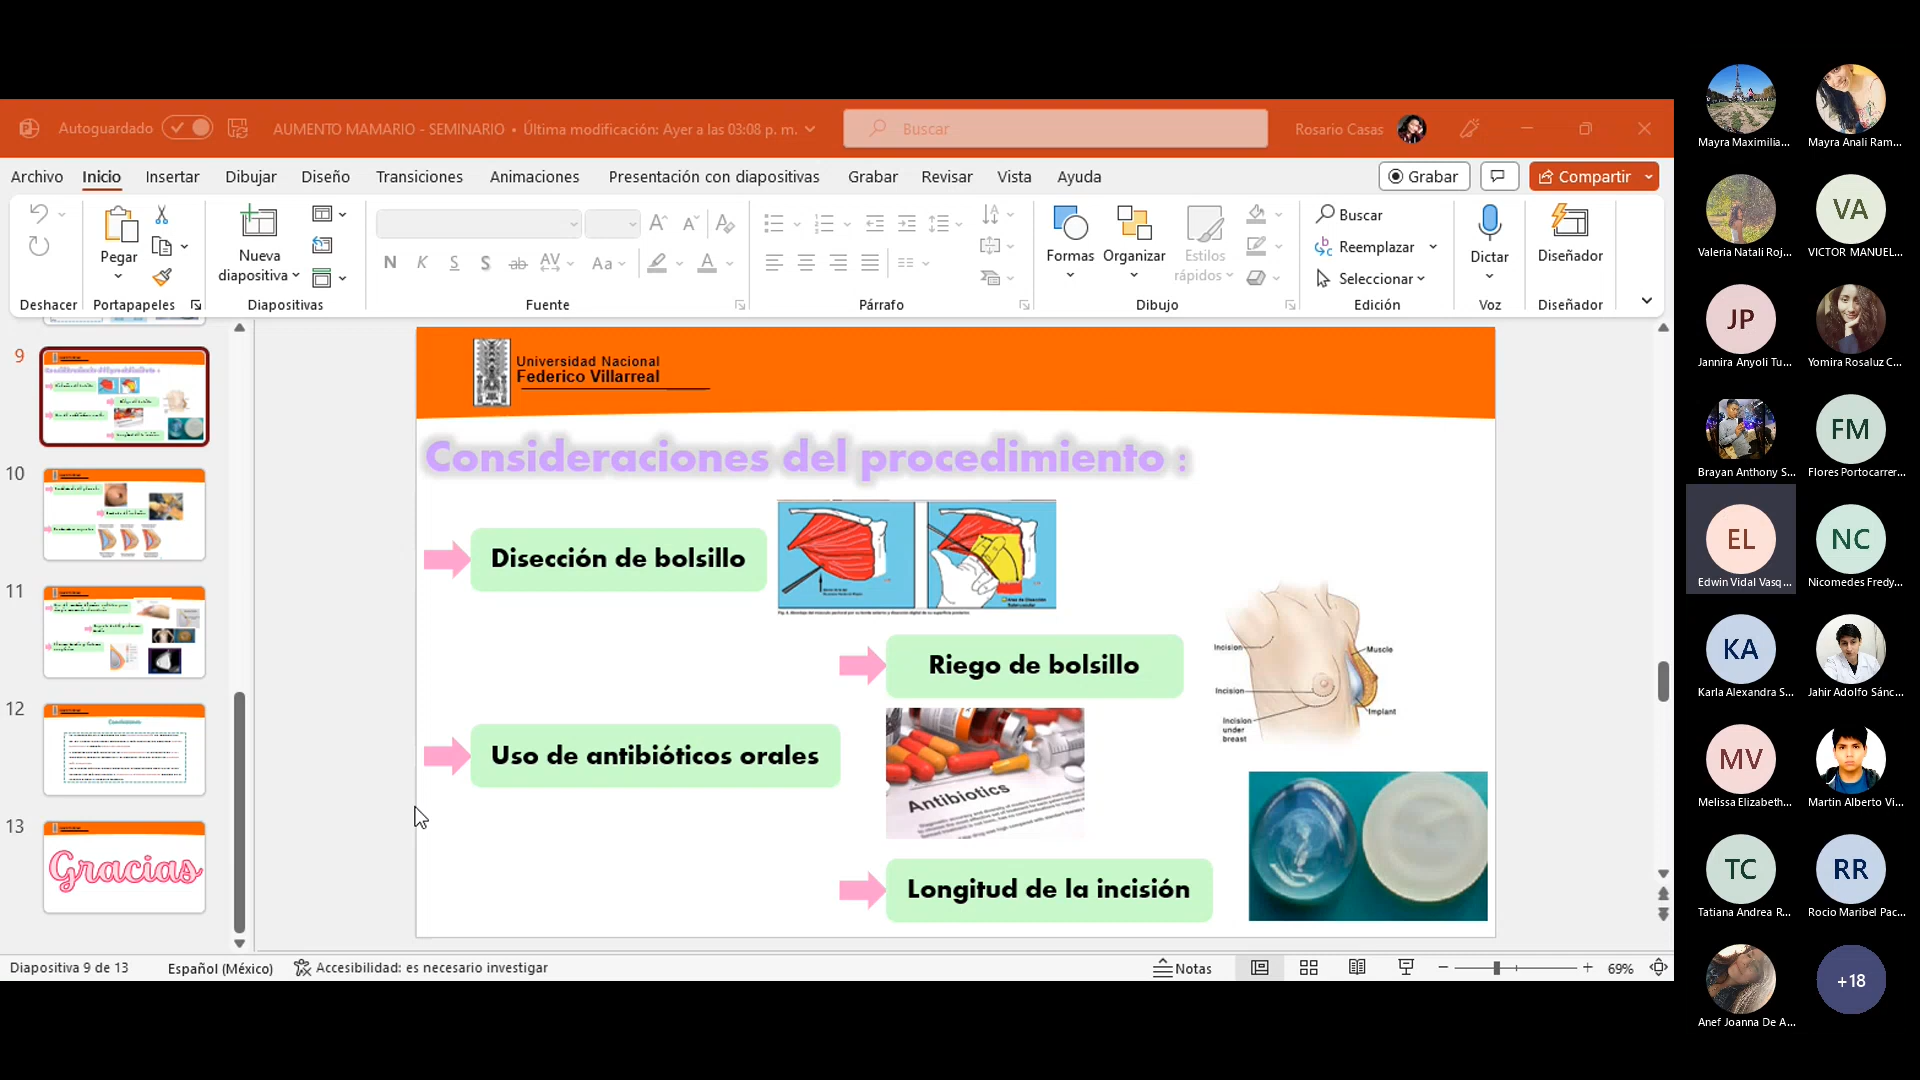 Autoguardado
AUMENTO MAMARIO - SEMINARIO • Última modificación: Ayer a las 03:08 p. m.
Buscar
Rosario Casas
Archivo Inicio Insertar Dibujar Diseño Transiciones Animaciones Presentación con diapositivas Grabar Revisar Vista Ayuda
Grabar
Compartir
Pegar
Nueva diapositiva
N K S S ab AV Aa A
Formas
Organizar
Estilos rápidos
Buscar
Reemplazar
Seleccionar
Dictar
Diseñador
Deshacer Portapapeles Diapositivas Fuente Párrafo Dibujo Edición Voz Diseñador
9
10
11
12
13
Gracias
Universidad Nacional
Federico Villarreal
Consideraciones del procedimiento :
Disección de bolsillo
Riego de bolsillo
Uso de antibióticos orales
Antibiotics
Longitud de la incisión
Incision
Muscle
Incision
Implant
Incision
under
breast
Diapositiva 9 de 13
Español (México)
Accesibilidad: es necesario investigar
Notas
69%
Mayra Maximilia...
Mayra Anali Ram...
Valeria Natali Roj...
VA
VICTOR MANUEL...
JP
Jannira Anyoli Tu...
Yomira Rosaluz C...
Brayan Anthony S...
FM
Flores Portocarrer...
EL
Edwin Vidal Vasq...
NC
Nicomedes Fredy...
KA
Karla Alexandra S...
Jahir Adolfo Sánc...
MV
Melissa Elizabeth...
Martin Alberto Vi...
TC
Tatiana Andrea R...
RR
Rocio Maribel Pac...
Anef Joanna De A...
+18